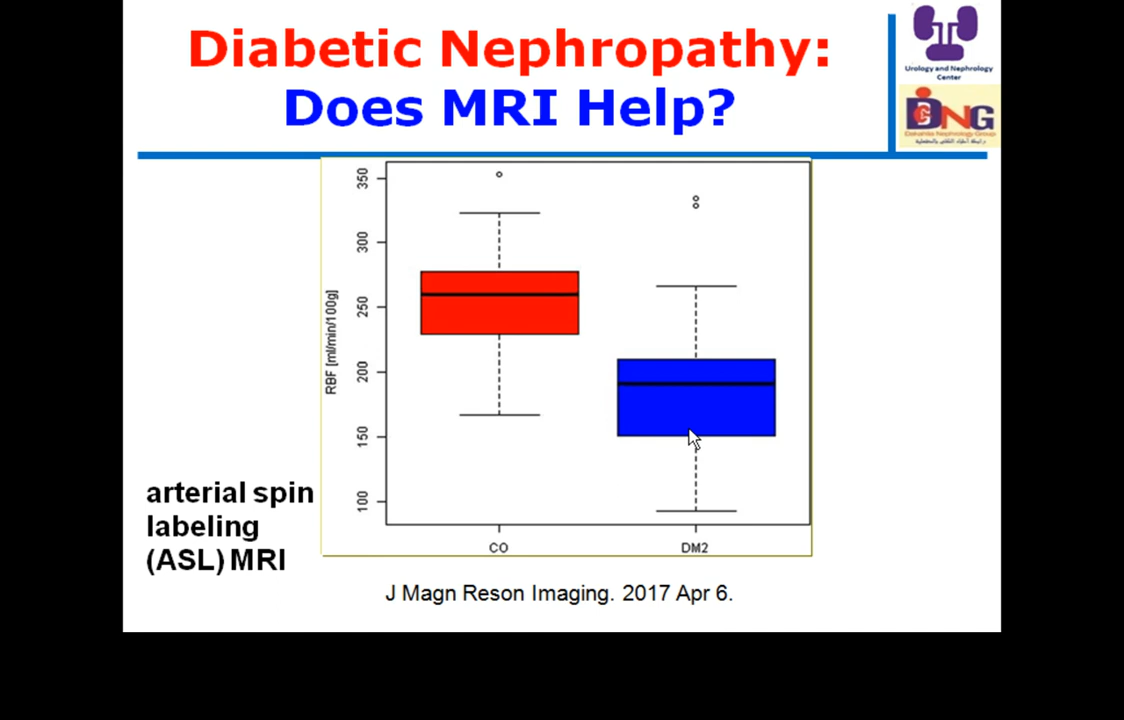 Diabetic Nephropathy:
Does MRI Help?
Urology and Nephrology
Center
DNG
350
300
250
200
150
100
RBF [ml/min/100g]
CO
DM2
arterial spin
labeling
(ASL) MRI
J Magn Reson Imaging. 2017 Apr 6.